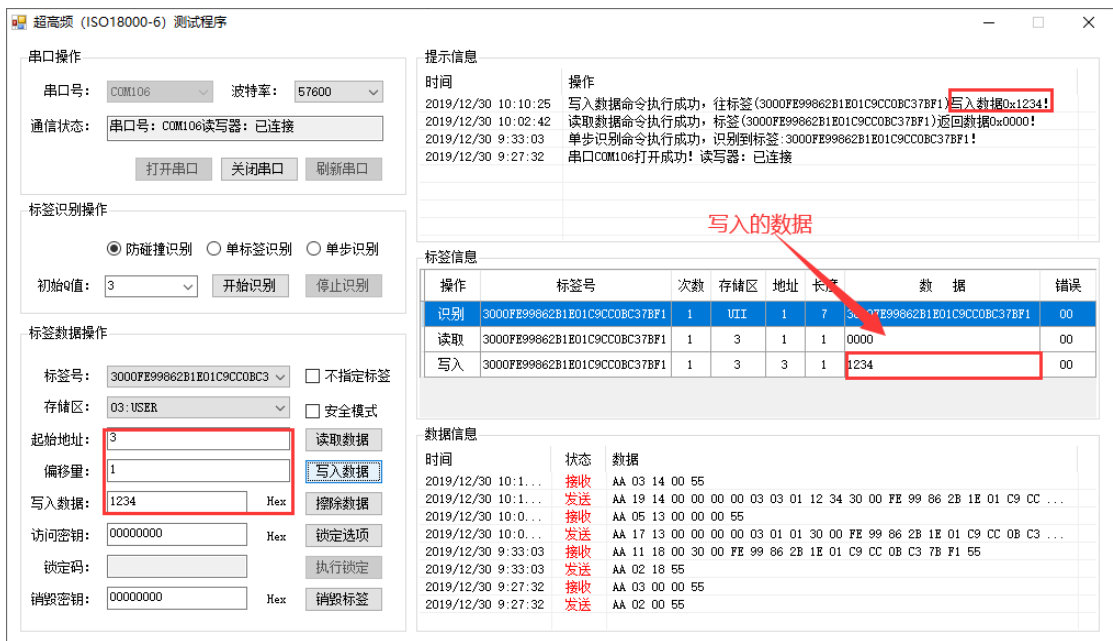 超高频（ISO18000-6）测试程序
串口操作
串口号： COM106 波特率： 57600
通信状态： 串口号：COM106读写器：已连接
打开串口 关闭串口 刷新串口
标签识别操作
防碰撞识别 单标签识别 单步识别
初始Q值： 3 开始识别 停止识别
标签数据操作
标签号： 3000FE99862B1E01C9CC0BC3 不指定标签
存储区： 03:USER 安全模式
起始地址： 3 读取数据
偏移量： 1 写入数据
写入数据： 1234 Hex 擦除数据
访问密钥： 00000000 Hex 锁定选项
锁定码： 执行锁定
销毁密钥： 00000000 Hex 销毁标签
提示信息
时间 操作
2019/12/30 10:10:25 写入数据命令执行成功，往标签(3000FE99862B1E01C9CC0BC37BF1)写入数据0x1234！
2019/12/30 10:02:42 读取数据命令执行成功，标签(3000FE99862B1E01C9CC0BC37BF1)返回数据0x0000！
2019/12/30 9:33:03 单步识别命令执行成功，识别到标签:3000FE99862B1E01C9CC0BC37BF1！
2019/12/30 9:27:32 串口COM106打开成功！读写器：已连接
写入的数据
标签信息
操作 标签号 次数 存储区 地址 长度 数 据 错误
识别 3000FE99862B1E01C9CC0BC37BF1 1 UII 1 7 3000FE99862B1E01C9CC0BC37BF1 00
读取 3000FE99862B1E01C9CC0BC37BF1 1 3 1 1 0000 00
写入 3000FE99862B1E01C9CC0BC37BF1 1 3 3 1 1234 00
数据信息
时间 状态 数据
2019/12/30 10:1... 接收 AA 03 14 00 55
2019/12/30 10:1... 发送 AA 19 14 00 00 00 00 03 03 01 12 34 30 00 FE 99 86 2B 1E 01 C9 CC ...
2019/12/30 10:0... 接收 AA 05 13 00 00 00 55
2019/12/30 10:0... 发送 AA 17 13 00 00 00 00 03 01 01 30 00 FE 99 86 2B 1E 01 C9 CC 0B C3 ...
2019/12/30 9:33:03 接收 AA 11 18 00 30 00 FE 99 86 2B 1E 01 C9 CC 0B C3 7B F1 55
2019/12/30 9:33:03 发送 AA 02 18 55
2019/12/30 9:27:32 接收 AA 03 00 00 55
2019/12/30 9:27:32 发送 AA 02 00 55